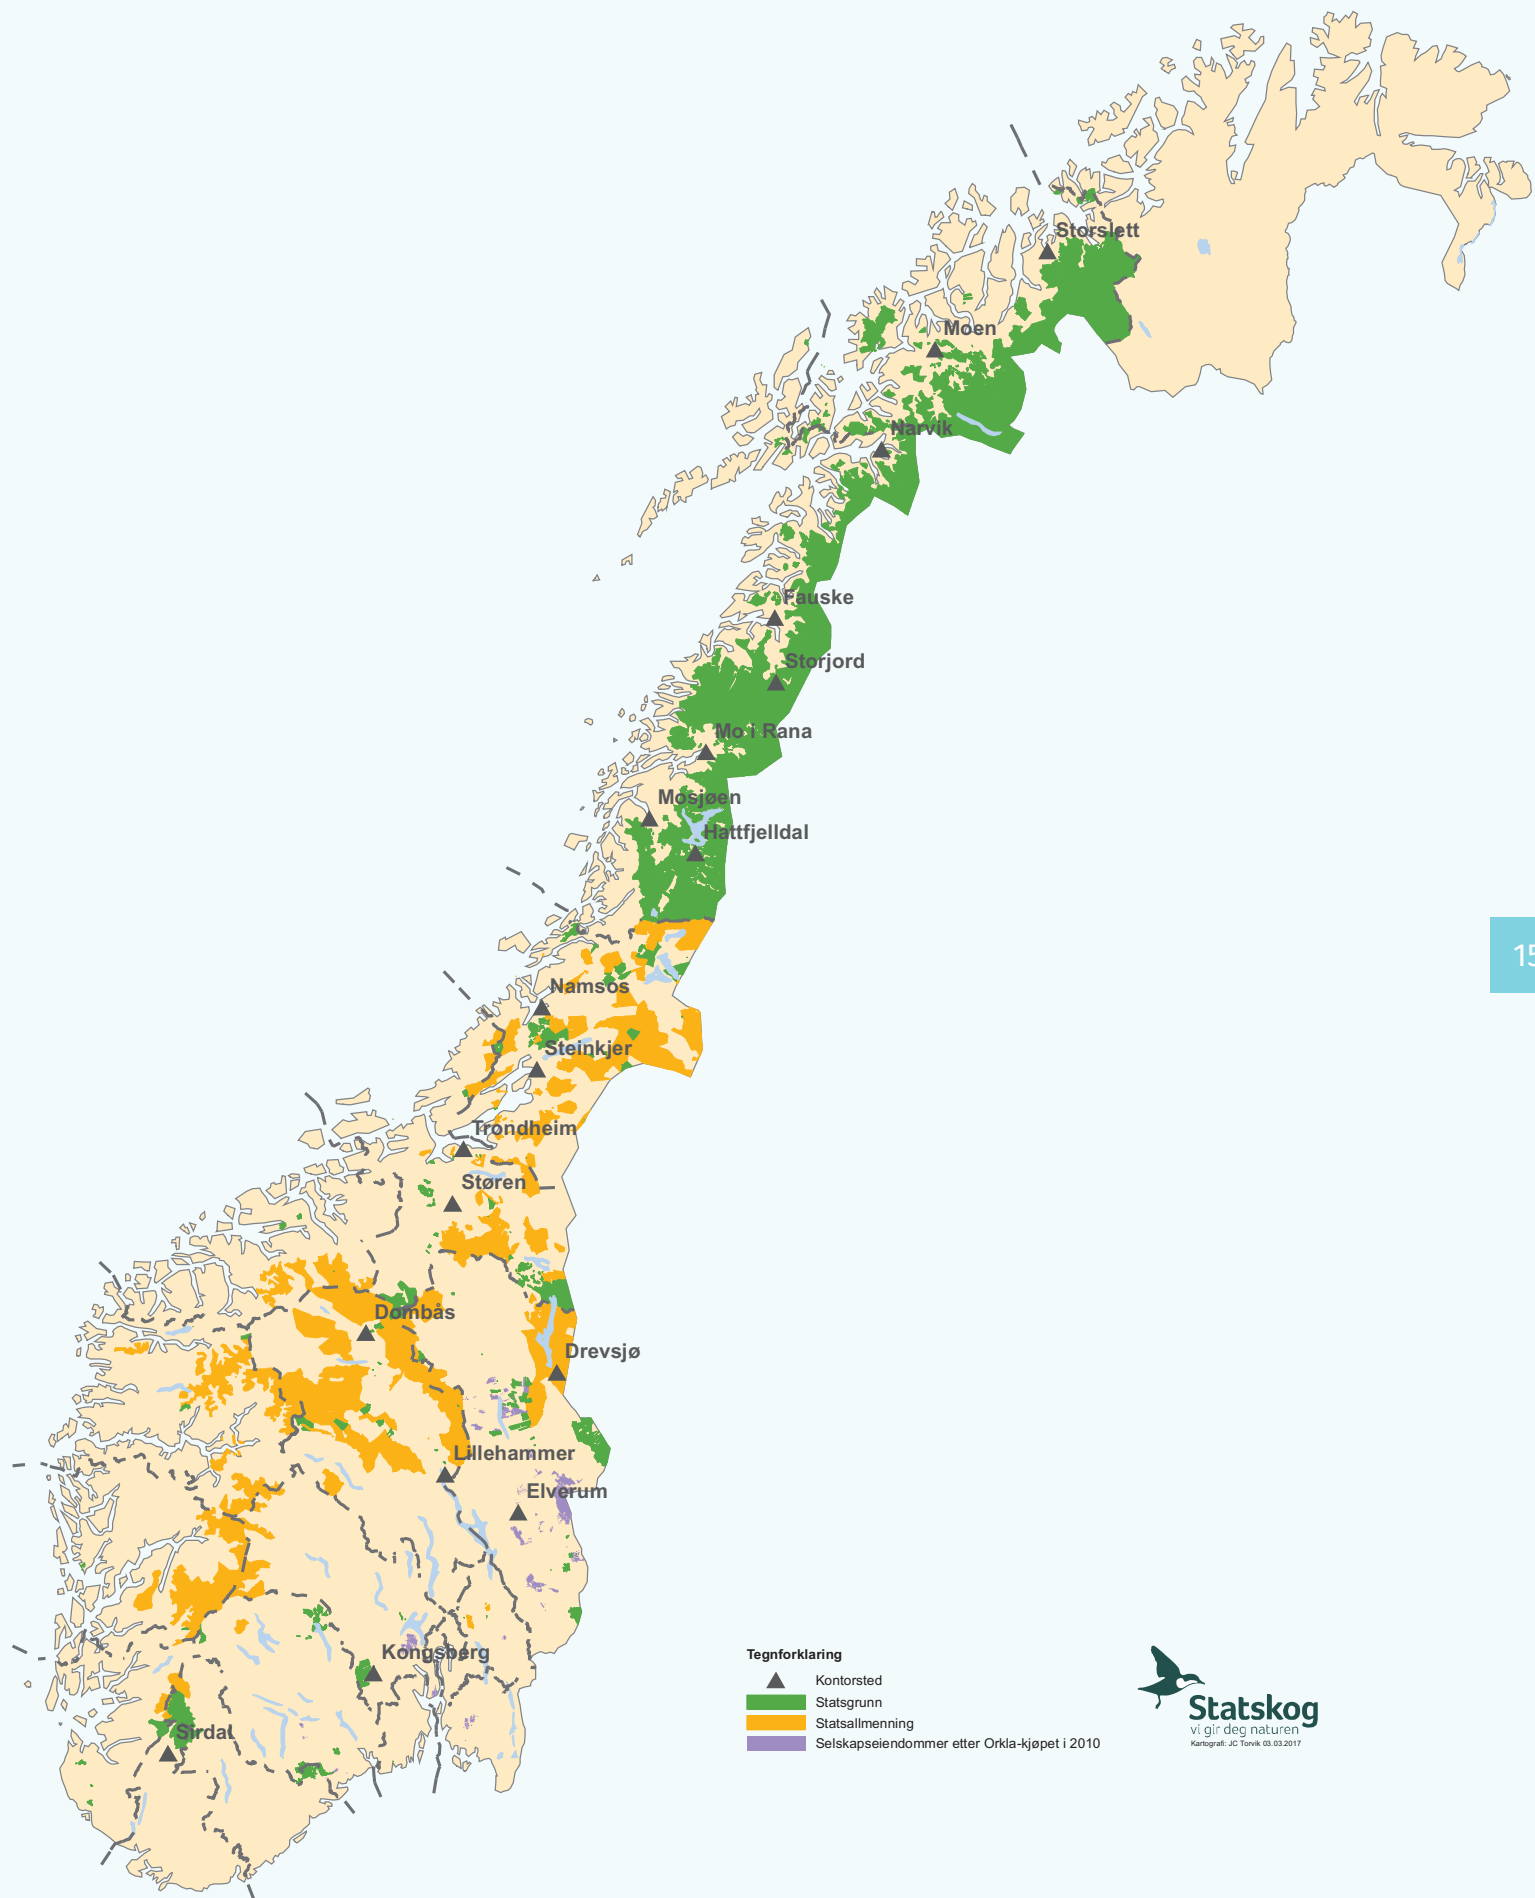 Storslett
Moen
Narvik
Fauske
Storjord
Mo i Rana
Mosjøen
Hattfjelldal
15
Namsos
Steinkjer
Trondheim
Støren
Dombås
Drevsjø
Lillehammer
Elverum
Kongsberg
Sirdal
Tegnforklaring
Kontorsted
Statsgrunn
Statsallmenning
Selskapseiendommer etter Orkla-kjøpet i 2010
Statskog
vi gir deg naturen
Kartografi: JC Torvik 03.03.2017